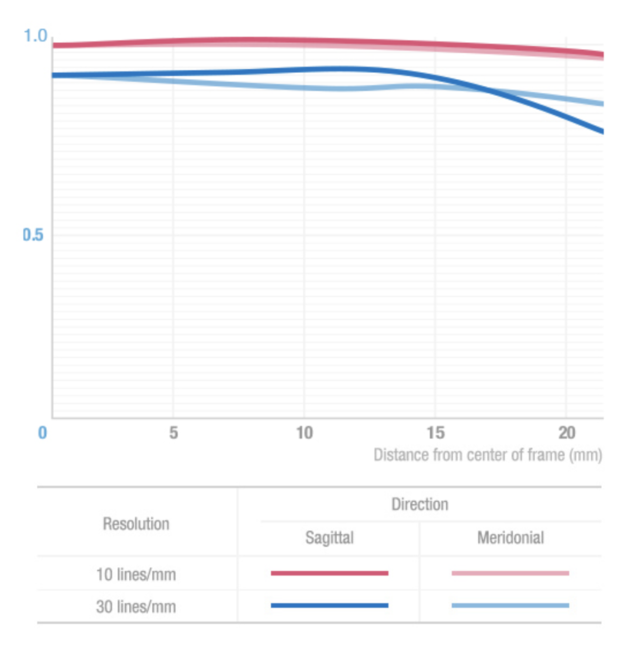 1.0
0.5
0 5 10 15 20
Distance from center of frame (mm)
Resolution
Direction
Sagittal Meridonial
10 lines/mm
30 lines/mm